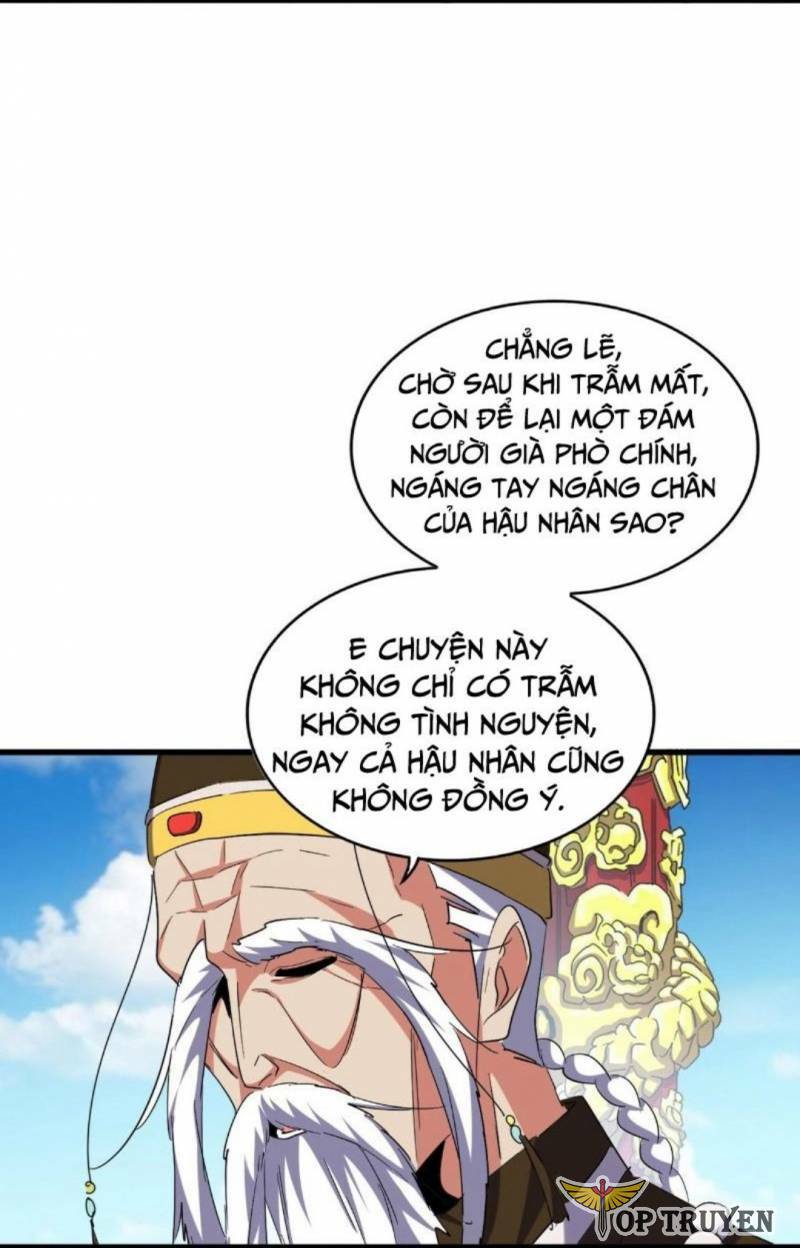 CHẲNG LẼ,
CHỜ SAU KHI TRẪM MẤT,
CÒN ĐỂ LẠI MỘT ĐÁM
NGƯỜI GIÀ PHÒ CHÍNH,
NGÁNG TAY NGÁNG CHÂN
CỦA HẬU NHÂN SAO?
E CHUYỆN NÀY
KHÔNG CHỈ CÓ TRẪM
KHÔNG TÌNH NGUYỆN,
NGAY CẢ HẬU NHÂN CŨNG
KHÔNG ĐỒNG Ý.
TOP TRUYEN